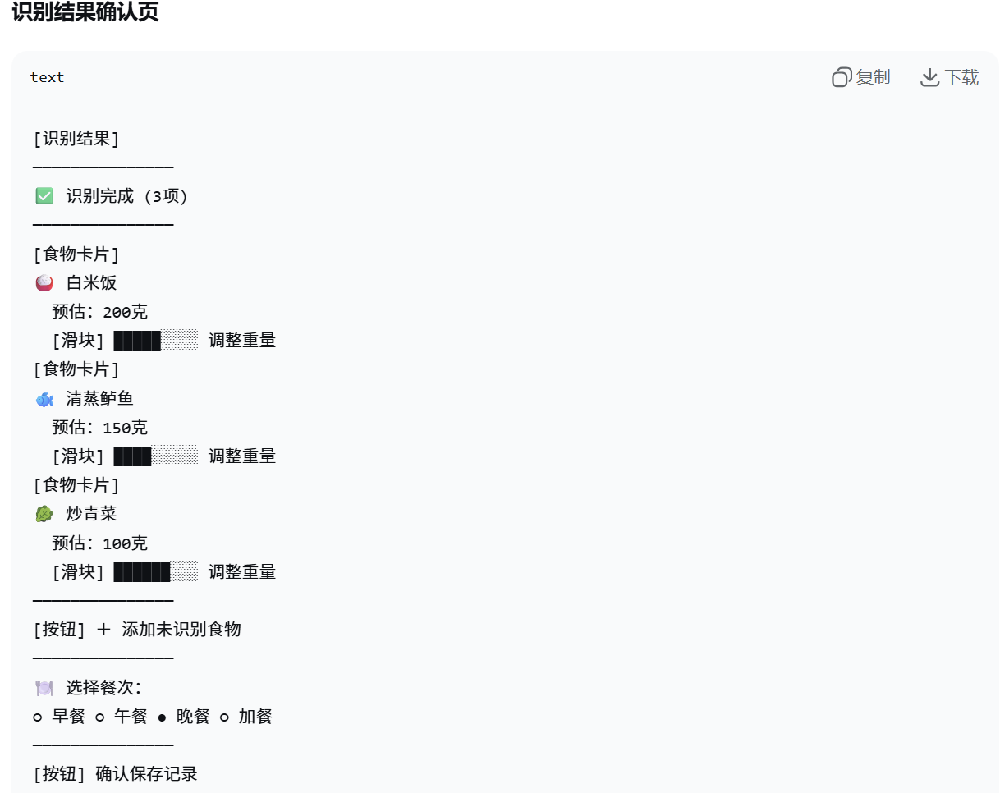 识别结果确认页
text 复制 下载
[识别结果]
───────────────
✅ 识别完成 (3项)
───────────────
[食物卡片]
🍚 白米饭
预估：200克
[滑块] █████░░░░ 调整重量
[食物卡片]
🐟 清蒸鲈鱼
预估：150克
[滑块] ████░░░░░ 调整重量
[食物卡片]
🥬 炒青菜
预估：100克
[滑块] ██████░░░ 调整重量
───────────────
[按钮] ＋ 添加未识别食物
───────────────
🍽️ 选择餐次：
○ 早餐 ○ 午餐 ● 晚餐 ○ 加餐
───────────────
[按钮] 确认保存记录